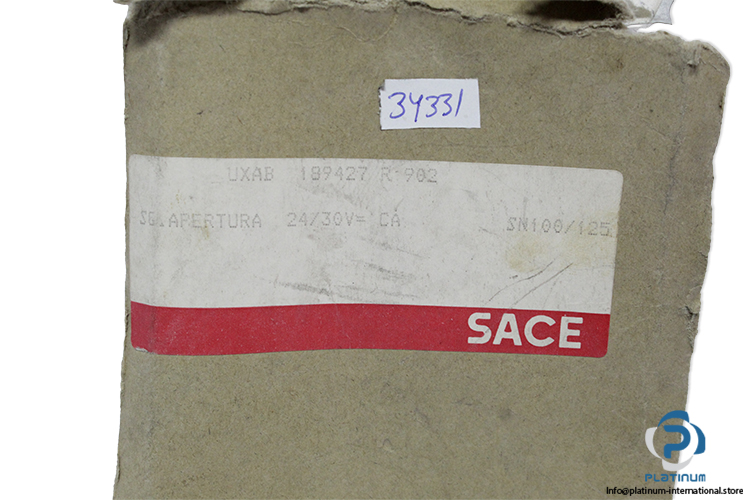 34331
UXAB 189427 R 902
SG.APERTURA 24/30V= CA SN100/125
SACE
PLATINUM
Info@platinum-international.store